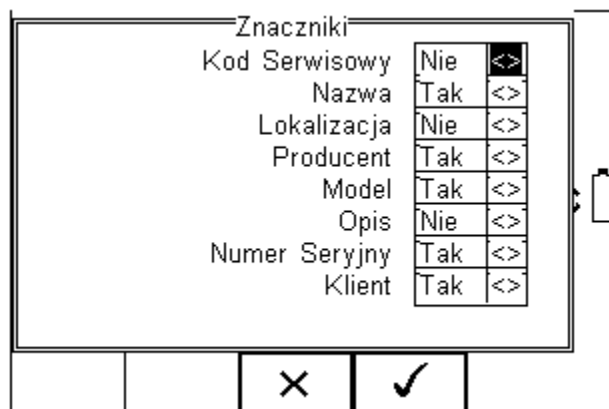 Znaczniki
Kod Serwisowy Nie <>
Nazwa Tak <>
Lokalizacja Nie <>
Producent Tak <>
Model Tak <>
Opis Nie <>
Numer Seryjny Tak <>
Klient Tak <>